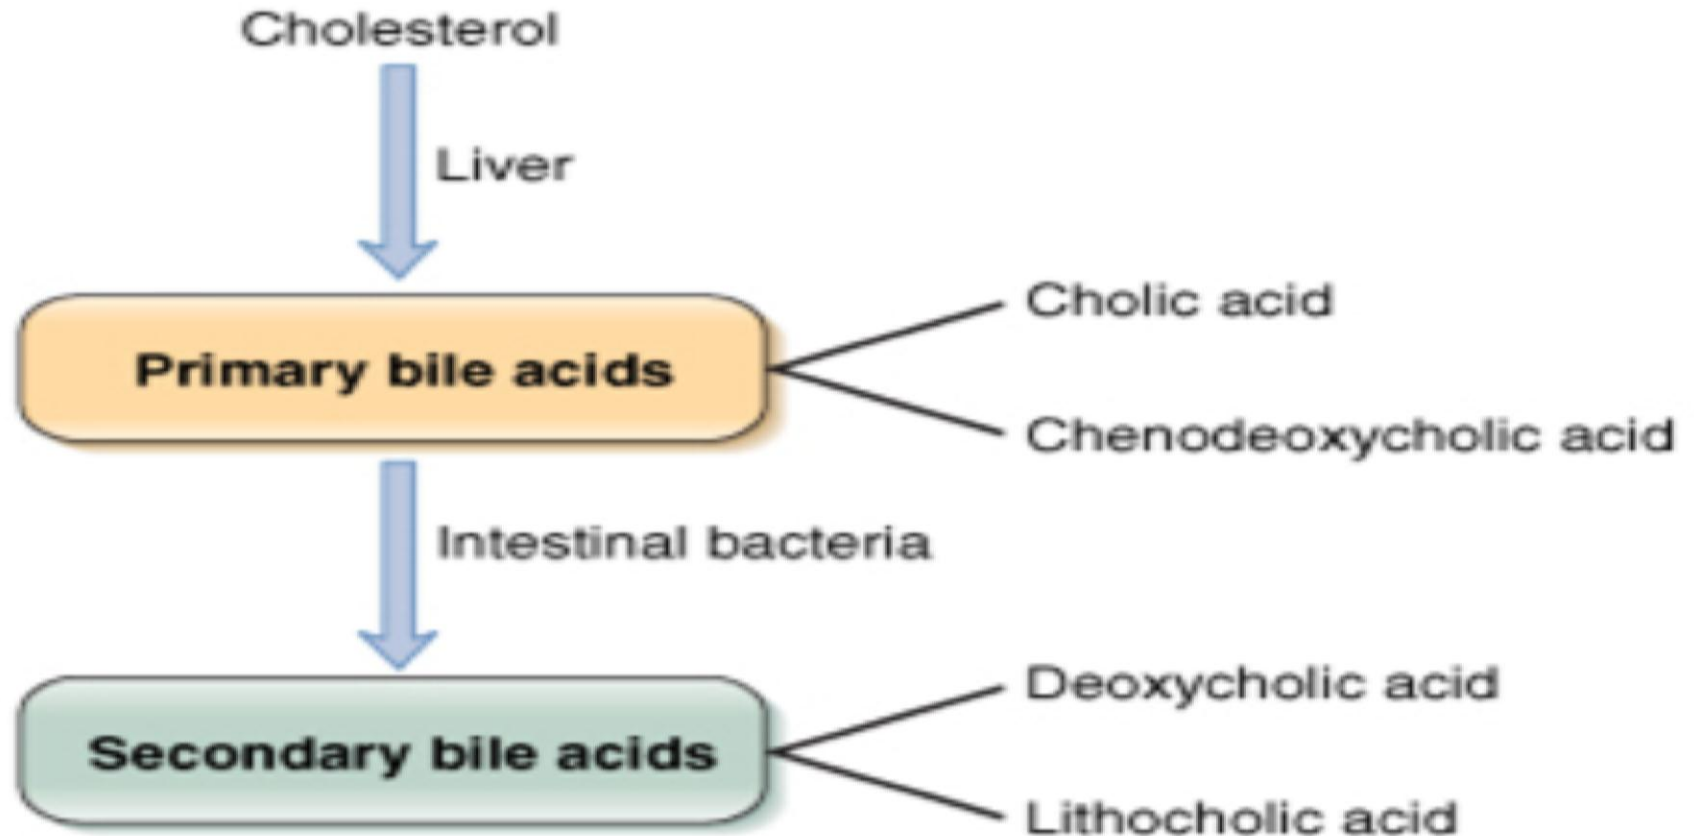 Cholesterol
Liver
Primary bile acids
Cholic acid
Chenodeoxycholic acid
Intestinal bacteria
Secondary bile acids
Deoxycholic acid
Lithocholic acid